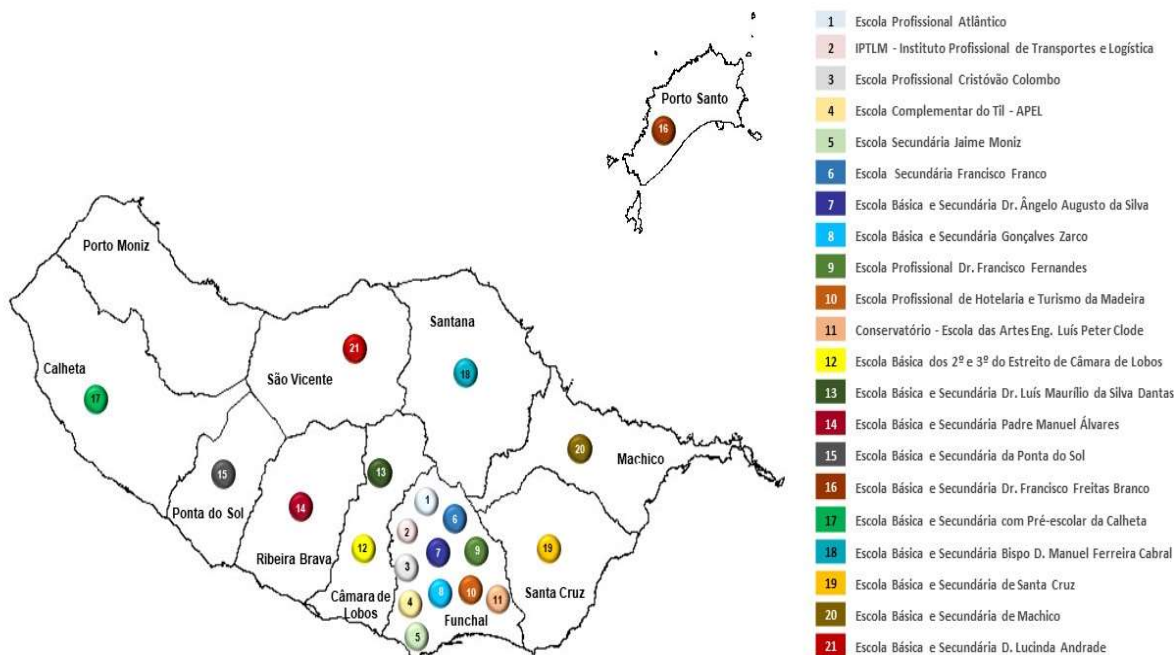 Porto Santo
16
Porto Moniz
Santana
21
São Vicente
18
Calheta
17
20
Machico
13
15
1
Ponta do Sol
14
6
2
12
7
9
19
Ribeira Brava
3
Câmara de
Lobos
4
8
10
11
Santa Cruz
Funchal
5
1 Escola Profissional Atlântico
2 IPTLM - Instituto Profissional de Transportes e Logística
3 Escola Profissional Cristóvão Colombo
4 Escola Complementar do Til - APEL
5 Escola Secundária Jaime Moniz
6 Escola Secundária Francisco Franco
7 Escola Básica e Secundária Dr. Ângelo Augusto da Silva
8 Escola Básica e Secundária Gonçalves Zarco
9 Escola Profissional Dr. Francisco Fernandes
10 Escola Profissional de Hotelaria e Turismo da Madeira
11 Conservatório - Escola das Artes Eng. Luís Peter Clode
12 Escola Básica dos 2º e 3º do Estreito de Câmara de Lobos
13 Escola Básica e Secundária Dr. Luís Maurílio da Silva Dantas
14 Escola Básica e Secundária Padre Manuel Álvares
15 Escola Básica e Secundária da Ponta do Sol
16 Escola Básica e Secundária Dr. Francisco Freitas Branco
17 Escola Básica e Secundária com Pré-escolar da Calheta
18 Escola Básica e Secundária Bispo D. Manuel Ferreira Cabral
19 Escola Básica e Secundária de Santa Cruz
20 Escola Básica e Secundária de Machico
21 Escola Básica e Secundária D. Lucinda Andrade